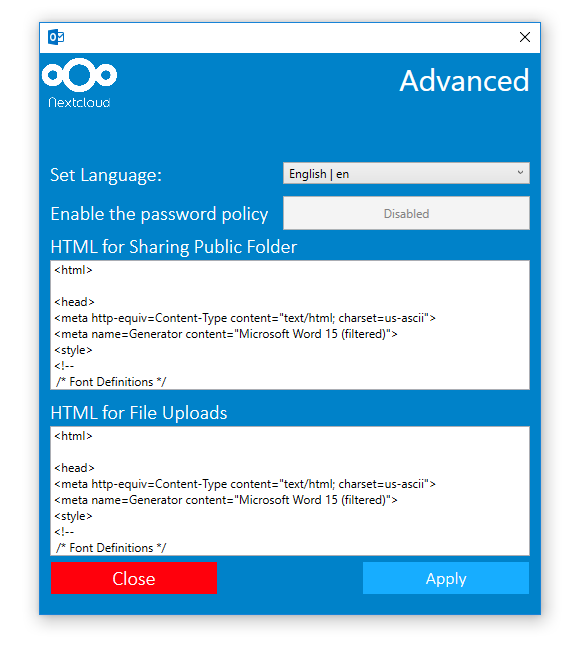 Nextcloud
Advanced
Set Language:
English | en
Enable the password policy
Disabled
HTML for Sharing Public Folder
<html>
<head>
<meta http-equiv=Content-Type content="text/html; charset=us-ascii">
<meta name=Generator content="Microsoft Word 15 (filtered)">
<style>
<!--
/* Font Definitions */
HTML for File Uploads
<html>
<head>
<meta http-equiv=Content-Type content="text/html; charset=us-ascii">
<meta name=Generator content="Microsoft Word 15 (filtered)">
<style>
<!--
/* Font Definitions */
Close
Apply